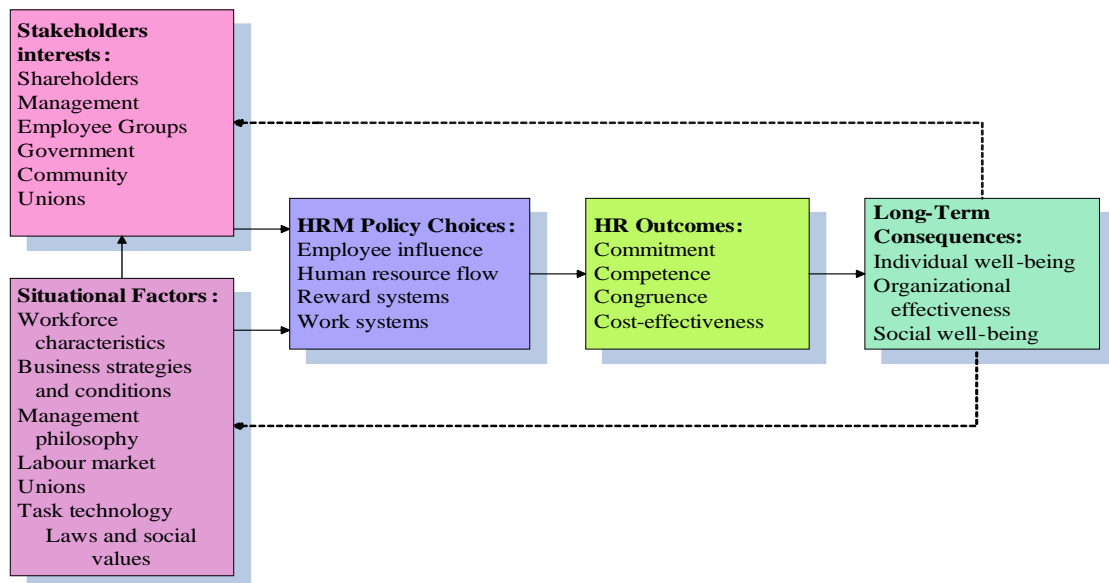 Stakeholders
interests:
Shareholders
Management
Employee Groups
Government
Community
Unions
Situational Factors:
Workforce
characteristics
Business strategies
and conditions
Management
philosophy
Labour market
Unions
Task technology
Laws and social
values
HRM Policy Choices:
Employee influence
Human resource flow
Reward systems
Work systems
HR Outcomes:
Commitment
Competence
Congruence
Cost-effectiveness
Long-Term
Consequences:
Individual well-being
Organizational
effectiveness
Social well-being